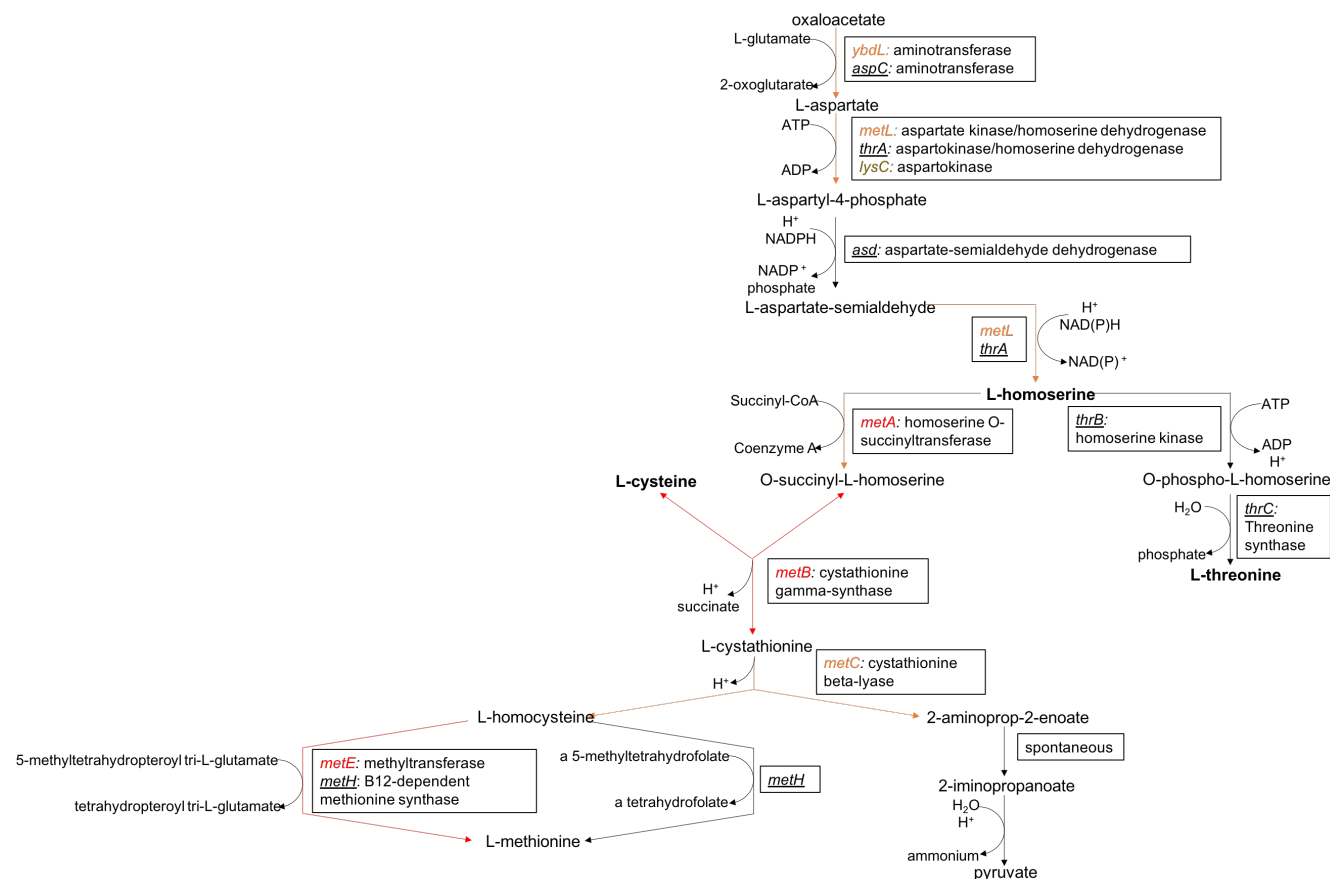 oxaloacetate
L-glutamate
ybdL: aminotransferase
aspC: aminotransferase
2-oxoglutarate
L-aspartate
ATP
metL: aspartate kinase/homoserine dehydrogenase
thrA: aspartokinase/homoserine dehydrogenase
lysC: aspartokinase
ADP
L-aspartyl-4-phosphate
H⁺
NADPH
asd: aspartate-semialdehyde dehydrogenase
NADP⁺
phosphate
L-aspartate-semialdehyde
metL
thrA
H⁺
NAD(P)H
NAD(P)⁺
L-homoserine
Succinyl-CoA
metA: homoserine O-
succinyltransferase
Coenzyme A
thrB:
homoserine kinase
ATP
ADP
H⁺
L-cysteine
O-succinyl-L-homoserine
O-phospho-L-homoserine
H₂O
thrC:
Threonine
synthase
phosphate
L-threonine
metB: cystathionine
gamma-synthase
H⁺
succinate
L-cystathionine
metC: cystathionine
beta-lyase
H⁺
L-homocysteine
2-aminoprop-2-enoate
5-methyltetrahydropteroyl tri-L-glutamate
metE: methyltransferase
metH: B12-dependent
methionine synthase
tetrahydropteroyl tri-L-glutamate
a 5-methyltetrahydrofolate
metH
a tetrahydrofolate
spontaneous
2-iminopropanoate
H₂O
H⁺
L-methionine
ammonium
pyruvate